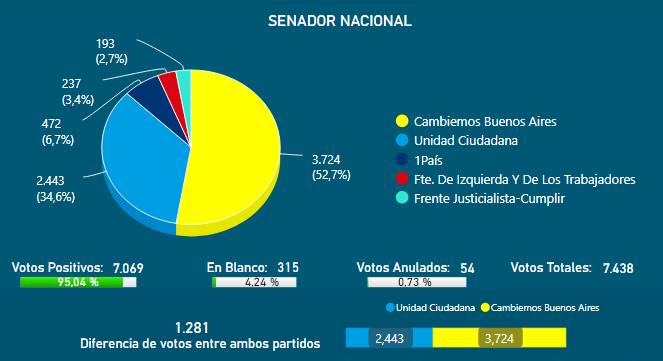 SENADOR NACIONAL
193
(2,7%)
237
(3,4%)
472
(6,7%)
2.443
(34,6%)
3.724
(52,7%)
Cambiemos Buenos Aires
Unidad Ciudadana
1País
Fte. De Izquierda Y De Los Trabajadores
Frente Justicialista-Cumplir
Votos Positivos: 7.069
95,04 %
En Blanco: 315
4.24 %
Votos Anulados: 54
0,73 %
Votos Totales: 7.438
Unidad Ciudadana Cambiemos Buenos Aires
1.281
Diferencia de votos entre ambos partidos
2,443 3,724